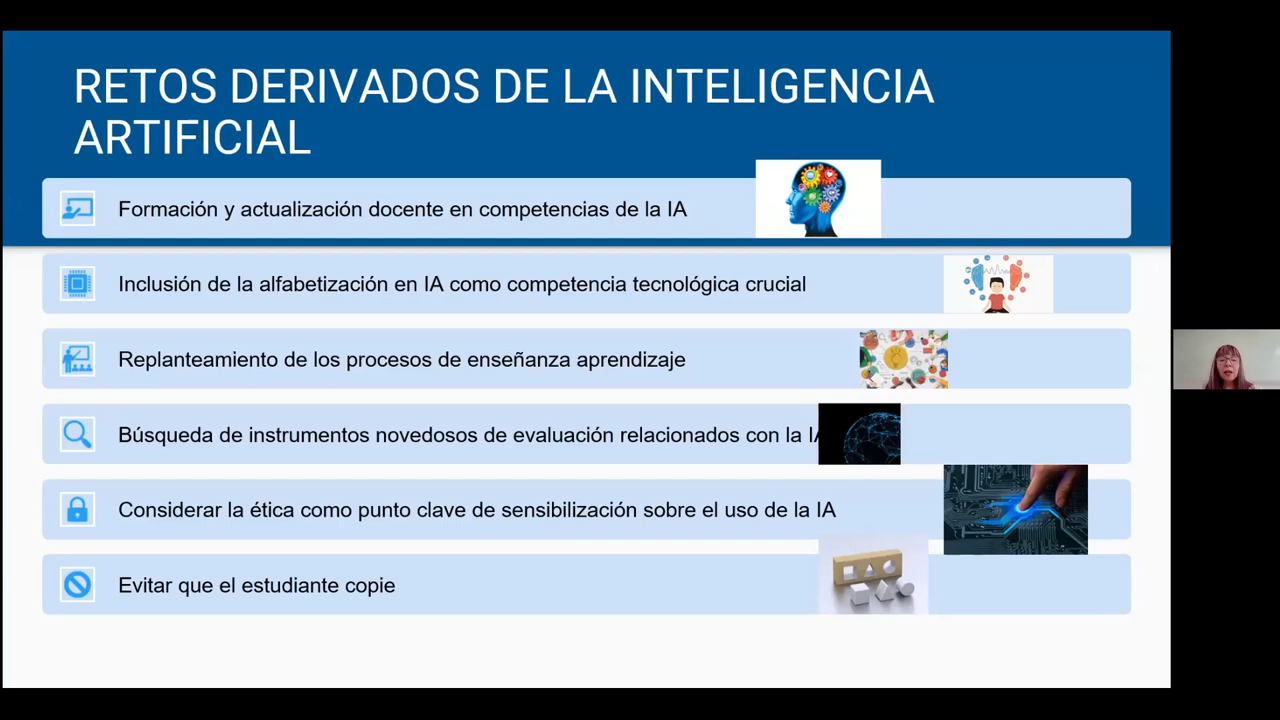 RETOS DERIVADOS DE LA INTELIGENCIA
ARTIFICIAL
Formación y actualización docente en competencias de la IA
Inclusión de la alfabetización en IA como competencia tecnológica crucial
Replanteamiento de los procesos de enseñanza aprendizaje
Búsqueda de instrumentos novedosos de evaluación relacionados con la IA
Considerar la ética como punto clave de sensibilización sobre el uso de la IA
Evitar que el estudiante copie